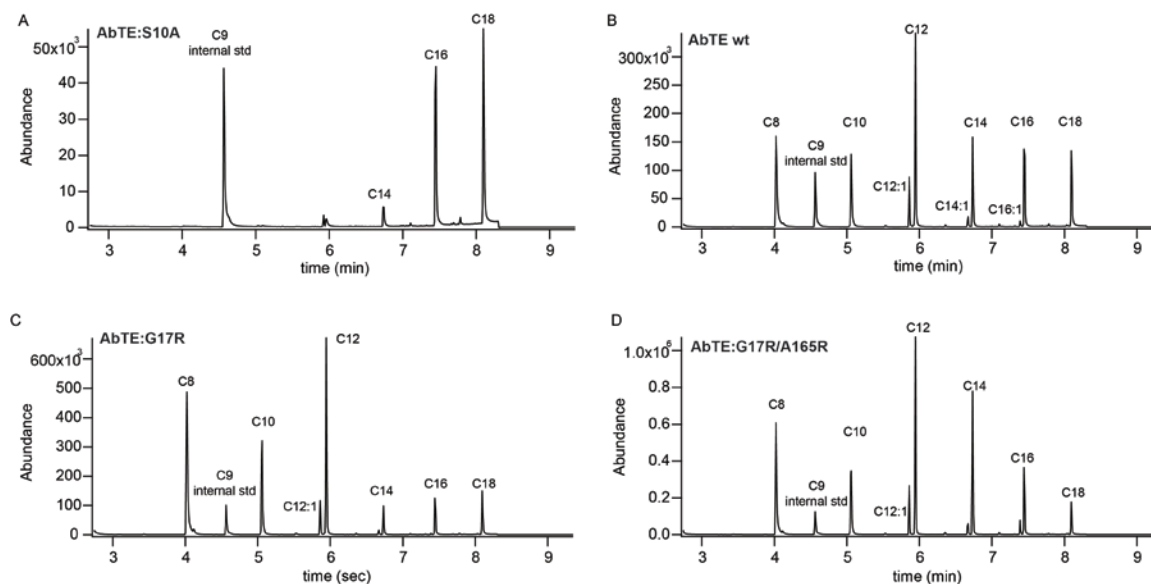 A
AbTE:S10A
C9
internal std
C14
C16
C18
50x10³
40
30
20
10
0
Abundance
3 4 5 6 7 8 9
time (min)
B
AbTE wt
C8
C9
internal std
C10
C12:1
C12
C14:1
C14
C16:1
C16
C18
300x10³
250
200
150
100
50
0
Abundance
3 4 5 6 7 8 9
time (min)
C
AbTE:G17R
C8
C9
internal std
C10
C12:1
C12
C14
C16
C18
600x10³
500
400
300
200
100
0
Abundance
3 4 5 6 7 8 9
time (sec)
D
AbTE:G17R/A165R
C8
C9
internal std
C10
C12:1
C12
C14
C16
C18
1.0x10⁶
0.8
0.6
0.4
0.2
0.0
Abundance
3 4 5 6 7 8 9
time (min)